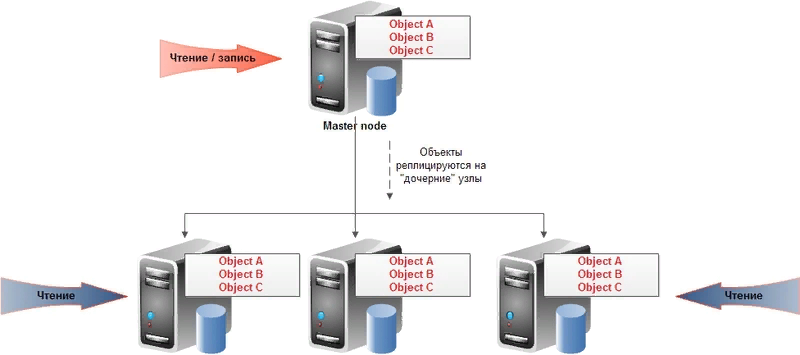 Object A
Object B
Object C
Чтение / запись
Master node
Объекты
реплицируются на
"дочерние" узлы
Object A
Object B
Object C
Object A
Object B
Object C
Object A
Object B
Object C
Чтение
Чтение